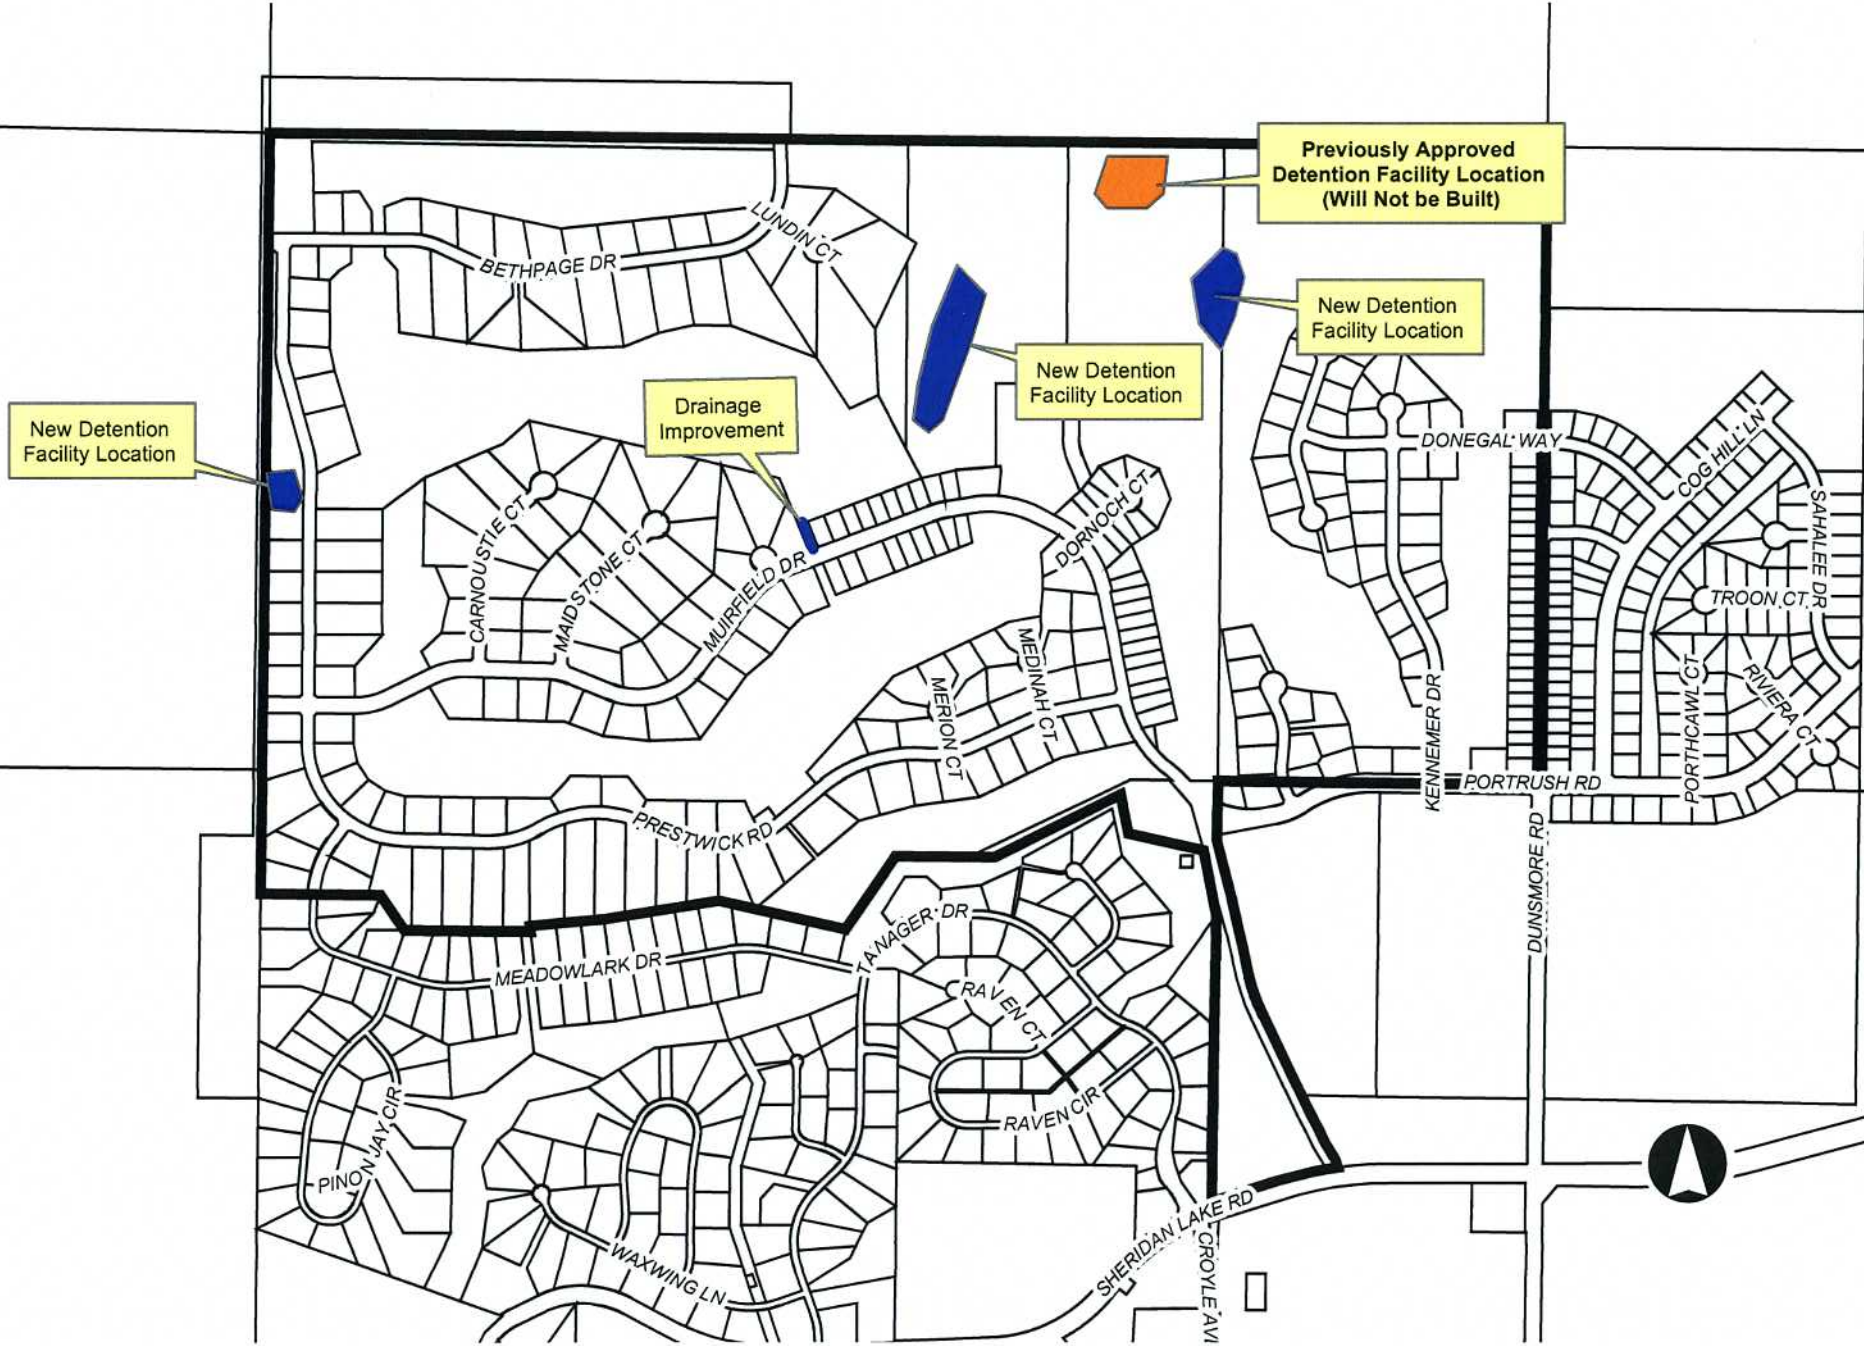 Previously Approved
Detention Facility Location
(Will Not be Built)
LUNDIN CT
BETHPAGE DR
New Detention
Facility Location
New Detention
Facility Location
Drainage
Improvement
New Detention
Facility Location
DONEGAL WAY
COG HILL LN
SAHALEE DR
CARNOUSTIE CT
MAIDSTONE CT
MUIRFIELD DR
DORNOCH CT
TROON CT
MEDINAH CT
MERION CT
KENNEMER DR
PORTCAWL CT
RIVIERA CT
PORTRUSH RD
PRESTWICK RD
DUNSMORE RD
TANAGER DR
MEADOWLARK DR
RAVEN CT
RAVEN CIR
PINON JAY CIR
SHERIDAN LAKE RD
WAXWING LN
CROYLE AVE